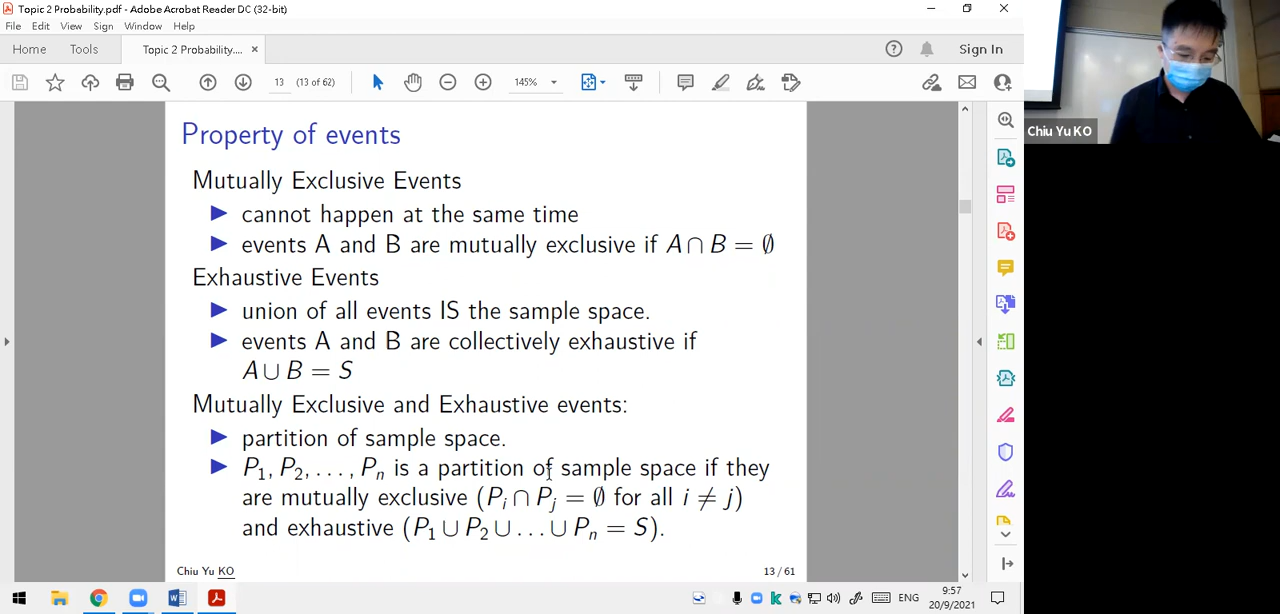 Topic 2 Probability.pdf - Adobe Acrobat Reader DC (32-bit)
File Edit View Sign Window Help
Home Tools Topic 2 Probability.... × Sign In
13 (13 of 62) 145%
Property of events
Mutually Exclusive Events
▶ cannot happen at the same time
▶ events A and B are mutually exclusive if A ∩ B = ∅
Exhaustive Events
▶ union of all events IS the sample space.
▶ events A and B are collectively exhaustive if
A ∪ B = S
Mutually Exclusive and Exhaustive events:
▶ partition of sample space.
▶ P₁, P₂, . . . , Pₙ is a partition of sample space if they
are mutually exclusive (Pᵢ ∩ Pⱼ = ∅ for all i ≠ j)
and exhaustive (P₁ ∪ P₂ ∪ . . . ∪ Pₙ = S).
Chiu Yu KO 13 / 61
Chiu Yu KO
ENG
9:57
20/9/2021